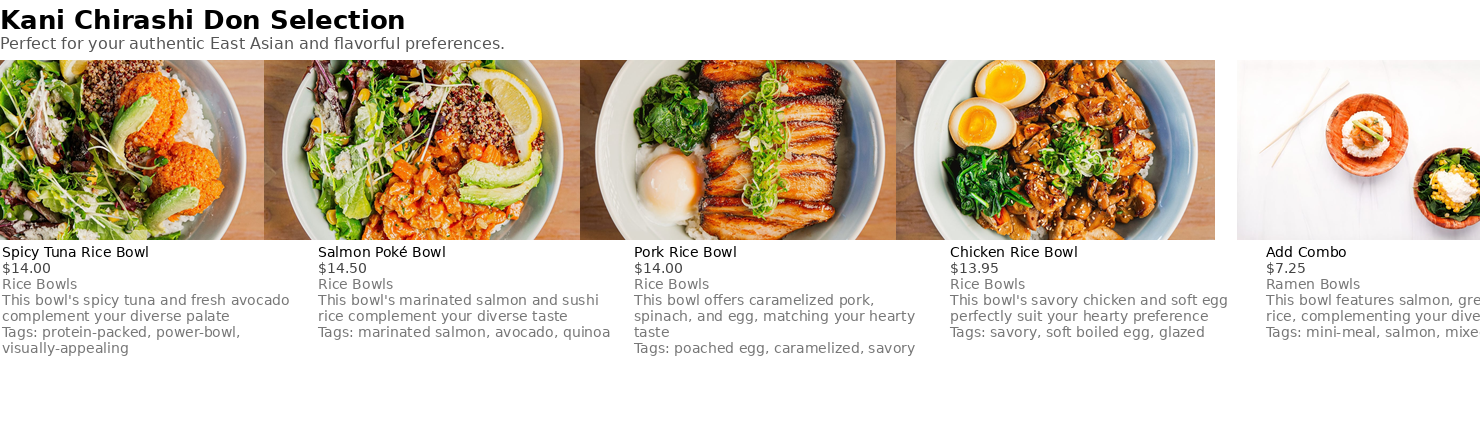 Kani Chirashi Don Selection
Perfect for your authentic East Asian and flavorful preferences.
Spicy Tuna Rice Bowl
$14.00
Rice Bowls
This bowl's spicy tuna and fresh avocado
complement your diverse palate
Tags: protein-packed, power-bowl,
visually-appealing
Salmon Poké Bowl
$14.50
Rice Bowls
This bowl's marinated salmon and sushi
rice complement your diverse taste
Tags: marinated salmon, avocado, quinoa
Pork Rice Bowl
$14.00
Rice Bowls
This bowl offers caramelized pork,
spinach, and egg, matching your hearty
taste
Tags: poached egg, caramelized, savory
Chicken Rice Bowl
$13.95
Rice Bowls
This bowl's savory chicken and soft egg
perfectly suit your hearty preference
Tags: savory, soft boiled egg, glazed
Add Combo
$7.25
Ramen Bowls
This bowl features salmon, gre
rice, complementing your dive
Tags: mini-meal, salmon, mixe